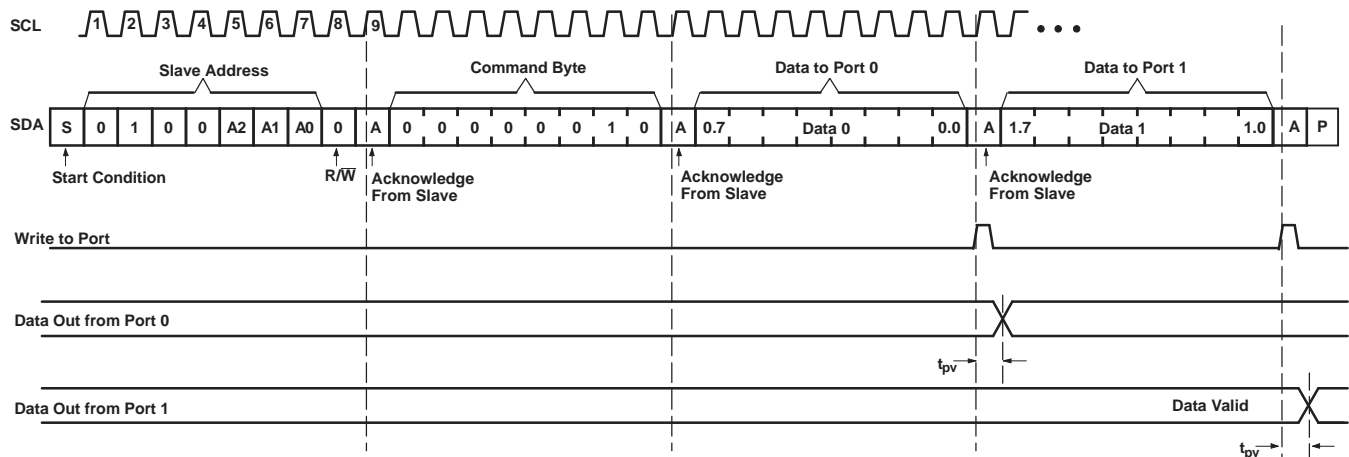 SCL 1 2 3 4 5 6 7 8 9
Slave Address Command Byte Data to Port 0 Data to Port 1
SDA S 0 1 0 0 A2 A1 A0 0 A 0 0 0 0 0 0 1 0 A 0.7 Data 0 0.0 A 1.7 Data 1 1.0 A P
Start Condition R/W̅ Acknowledge From Slave Acknowledge From Slave Acknowledge From Slave
Write to Port
Data Out from Port 0
tpv
Data Out from Port 1 Data Valid
tpv